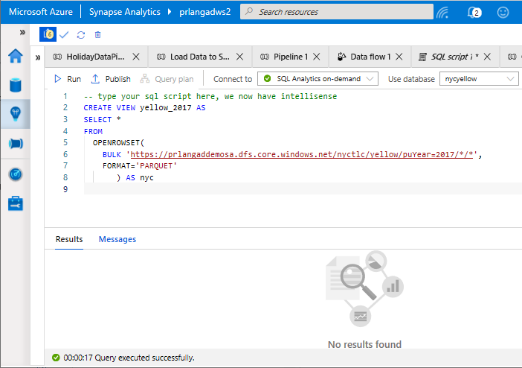 Microsoft Azure | Synapse Analytics ▸ prlangadws2
Search resources
2
HolidayDataPi...
Load Data to S...
Pipeline 1
Data flow 1
SQL script 1 *
Run
Publish
Query plan
Connect to
SQL Analytics on-demand
Use database
nycyellow
1 -- type your sql script here, we now have intellisense
2 CREATE VIEW yellow_2017 AS
3 SELECT *
4 FROM
5 OPENROWSET(
6 BULK 'https://prlangaddemosa.dfs.core.windows.net/nyctlc/yellow/puYear=2017/*/*',
7 FORMAT='PARQUET'
8 ) AS nyc
9
Results
Messages
No results found
00:00:17 Query executed successfully.